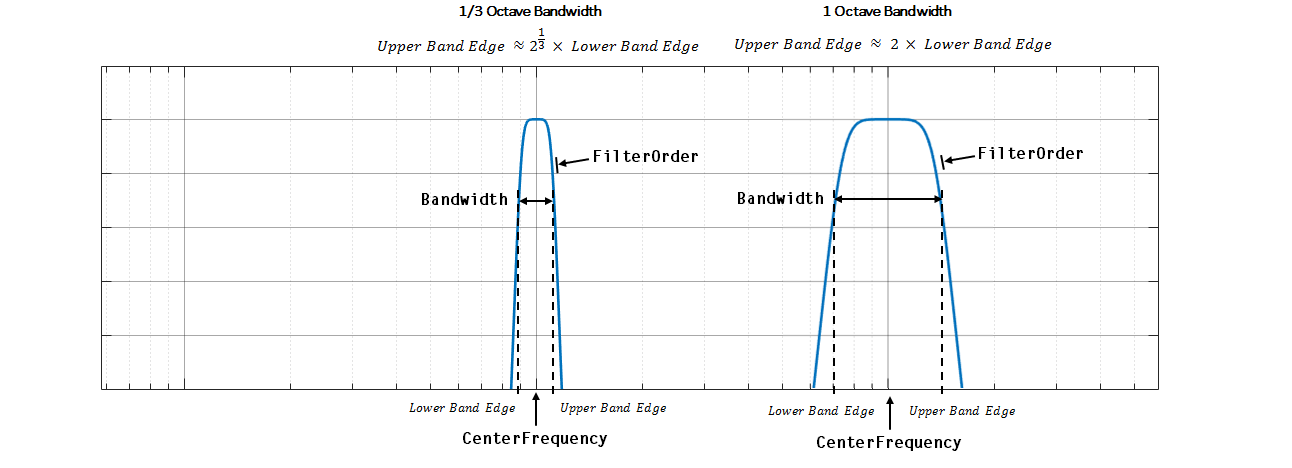 1/3 Octave Bandwidth
1 Octave Bandwidth
Upper Band Edge ≈ 2^{1/3} × Lower Band Edge
Upper Band Edge ≈ 2 × Lower Band Edge
FilterOrder
FilterOrder
Bandwidth
Bandwidth
Lower Band Edge
Upper Band Edge
Lower Band Edge
Upper Band Edge
CenterFrequency
CenterFrequency